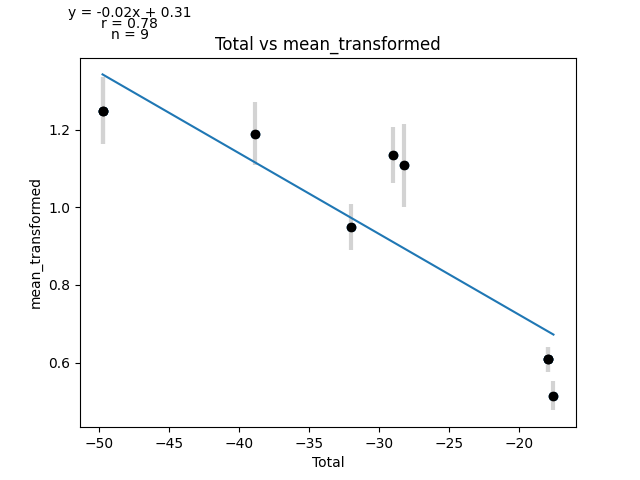 y = -0.02x + 0.31
r = 0.78
n = 9
Total vs mean_transformed
mean_transformed
1.2
1.0
0.8
0.6
−50
−45
−40
−35
−30
−25
−20
Total